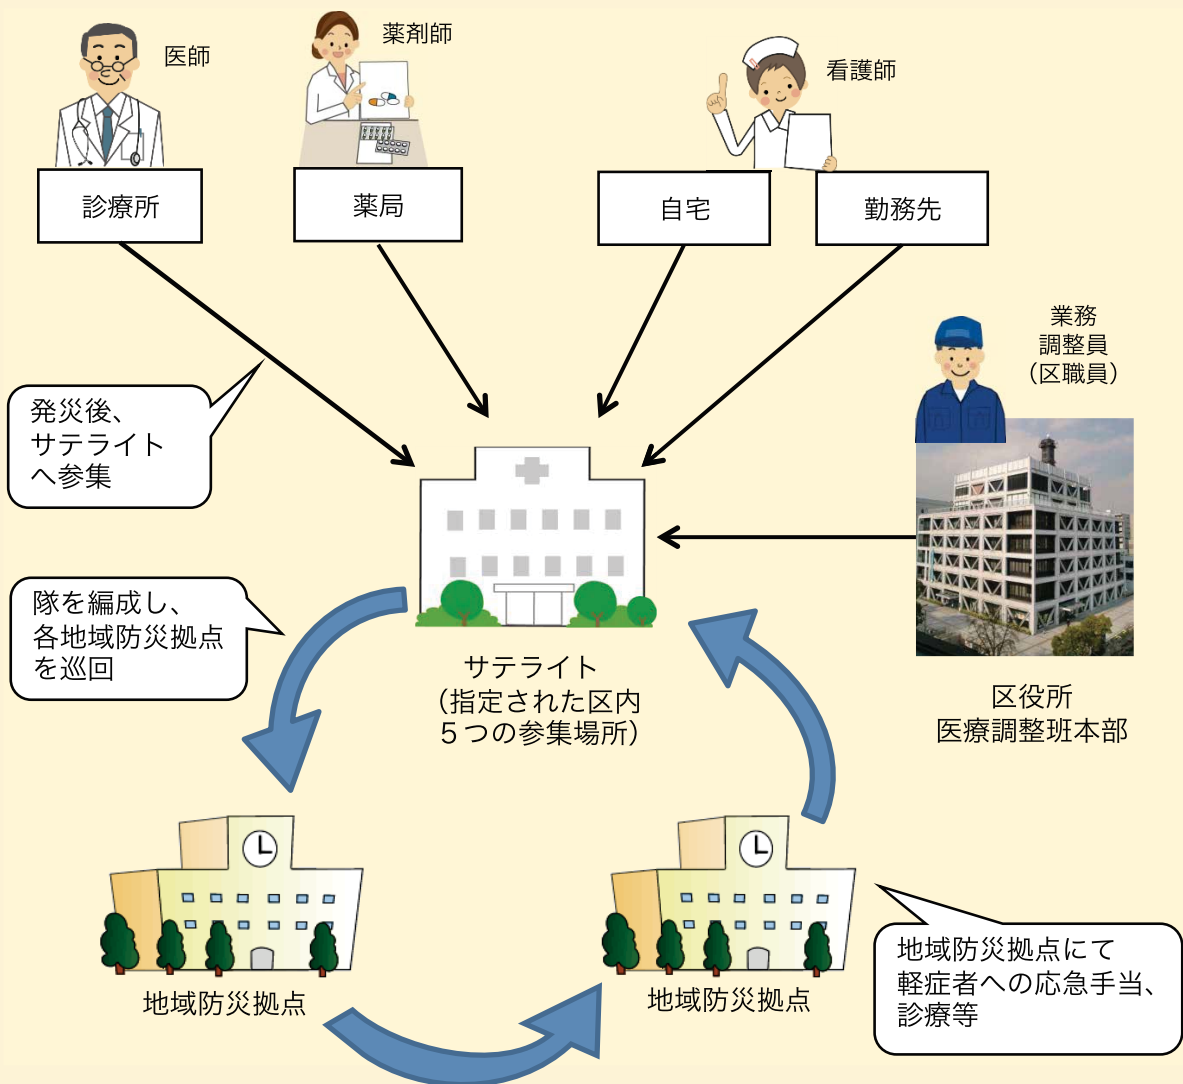 医師
薬剤師
看護師
診療所
薬局
自宅
勤務先
業務
調整員
（区職員）
発災後、
サテライト
へ参集
隊を編成し、
各地域防災拠点
を巡回
サテライト
（指定された区内
５つの参集場所）
区役所
医療調整班本部
地域防災拠点
地域防災拠点
地域防災拠点にて
軽症者への応急手当、
診療等